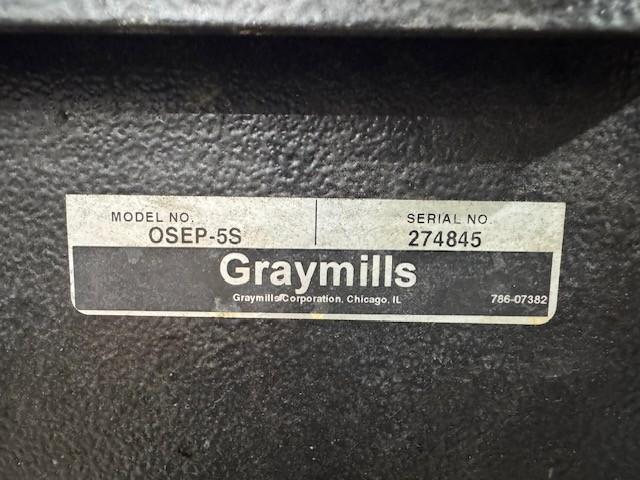 MODEL NO. SERIAL NO.
OSEP-5S 274845
Graymills
Graymills Corporation, Chicago, IL 786-07382